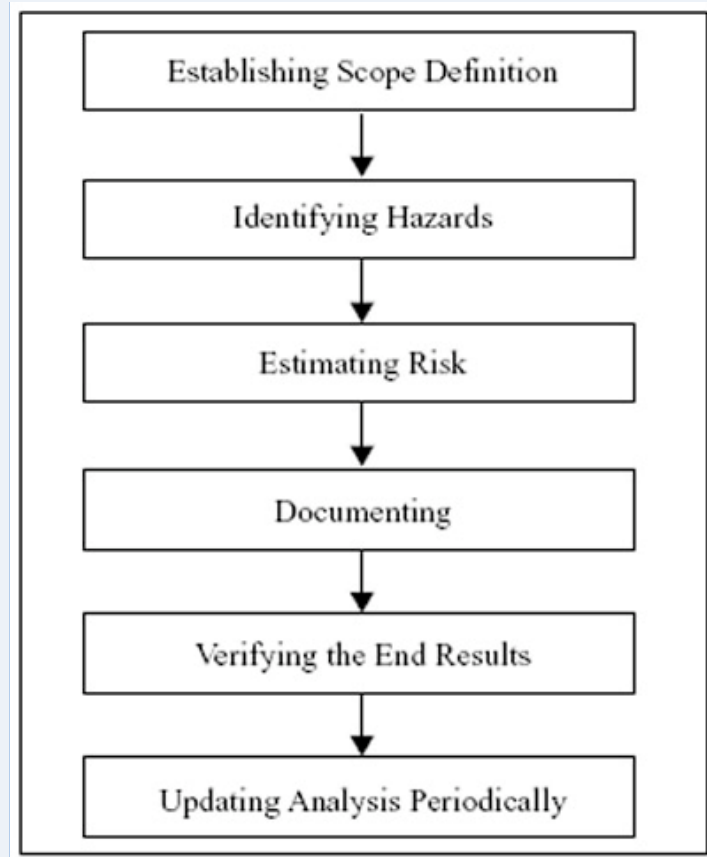 Establishing Scope Definition
Identifying Hazards
Estimating Risk
Documenting
Verifying the End Results
Updating Analysis Periodically